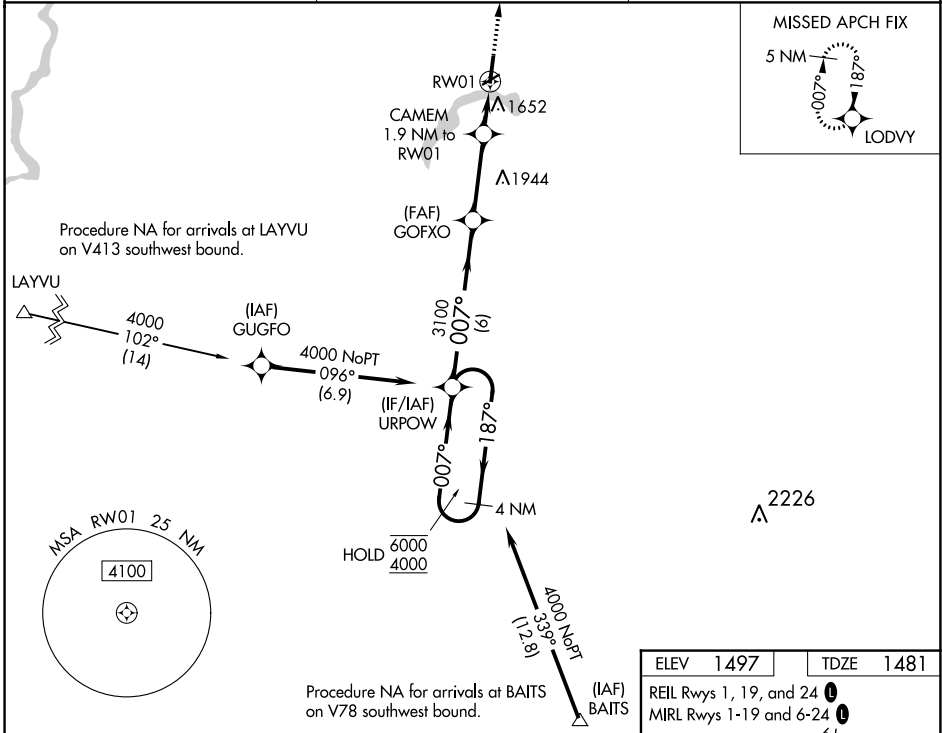 MISSED APCH FIX
5 NM
007°
187°
LODVY
RW01
1652
CAMEM
1.9 NM to
RW01
1944
(FAF)
GOFXO
Procedure NA for arrivals at LAYVU
on V413 southwest bound.
LAYVU
4000
102°
(14)
(IAF)
GUGFO
4000 NoPT
096°
(6.9)
3100
007°
(6)
(IF/IAF)
URPOW
007°
187°
4 NM
HOLD 6000
4000
2226
MSA RW01 25 NM
4100
4000 NoPT
339°
(12.8)
(IAF)
BAITS
Procedure NA for arrivals at BAITS
on V78 southwest bound.
ELEV 1497
TDZE 1481
REIL Rwys 1, 19, and 24 L
MIRL Rwys 1-19 and 6-24 L